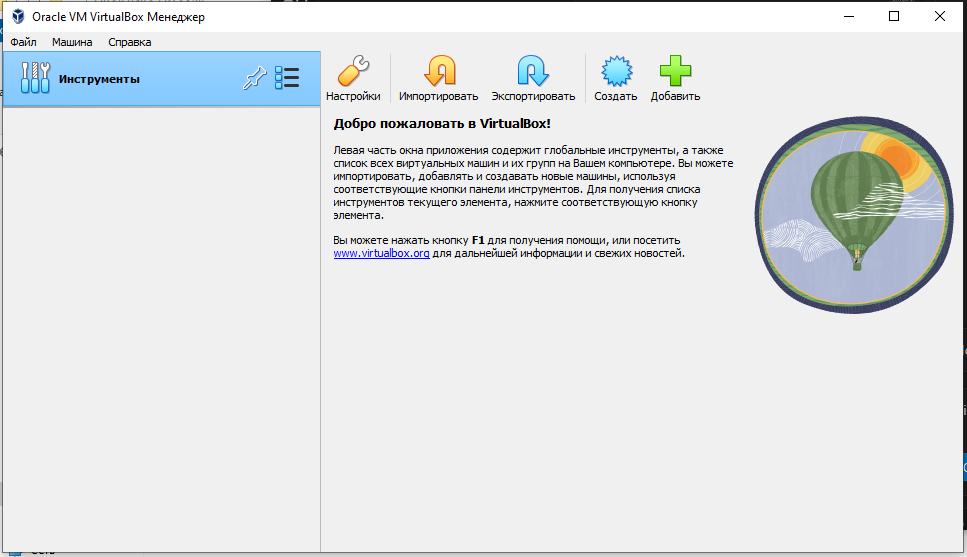 Oracle VM VirtualBox Менеджер
Файл Машина Справка
Инструменты
Настройки Импортировать Экспортировать Создать Добавить
Добро пожаловать в VirtualBox!
Левая часть окна приложения содержит глобальные инструменты, а также
список всех виртуальных машин и их групп на Вашем компьютере. Вы можете
импортировать, добавлять и создавать новые машины, используя
соответствующие кнопки панели инструментов. Для получения списка
инструментов текущего элемента, нажмите соответствующую кнопку
элемента.
Вы можете нажать кнопку F1 для получения помощи, или посетить
www.virtualbox.org для дальнейшей информации и свежих новостей.